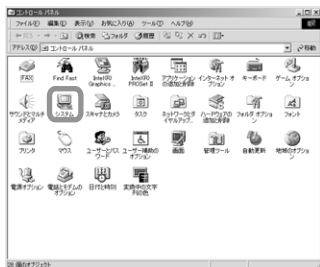 コントロール パネル
ファイル(F) 編集(E) 表示(V) お気に入り(A) ツール(T) ヘルプ(H)
戻る 検索 フォルダ 履歴
アドレス(D) コントロール パネル 移動
FAX Find Fast Intel(R) Graphics... Intel(R) PROSet II アプリケーションの追加と削除 インターネット オプション キーボード ゲーム オプション
サウンドとマルチメディア システム スキャナとカメラ タスク ネットワークとダイヤルアップ... ハードウェアの追加と削除 フォルダ オプション フォント
プリンタ マウス ユーザーとパスワード ユーザー補助のオプション 画面 管理ツール 自動更新 地域のオプション
電源オプション 電話とモデムのオプション 日付と時刻
28 個のオブジェクト